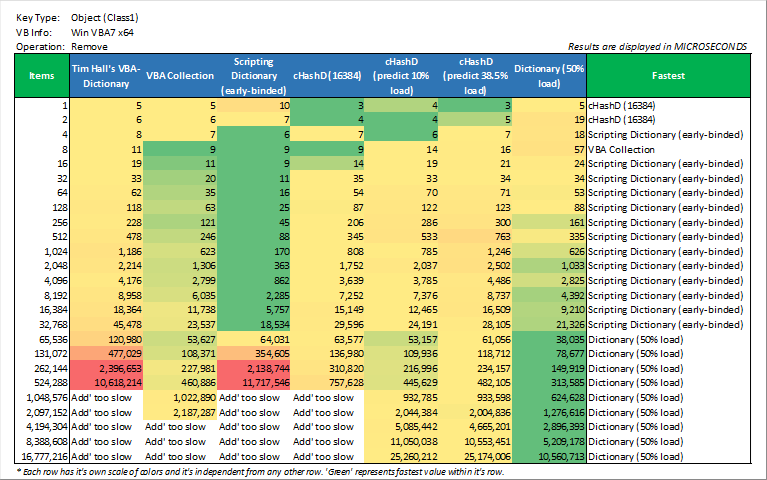 Key Type: Object (Class1)
VB Info: Win VBA7 x64
Operation: Remove Results are displayed in MICROSECONDS
Items Tim Hall's VBA-Dictionary VBA Collection Scripting Dictionary (early-binded) cHashD (16384) cHashD (predict 10% load) cHashD (predict 38.5% load) Dictionary (50% load) Fastest
1 5 5 10 3 4 3 5 cHashD (16384)
2 6 6 7 4 4 5 19 cHashD (16384)
4 8 7 6 7 6 7 18 Scripting Dictionary (early-binded)
8 11 9 9 9 14 16 57 VBA Collection
16 19 11 9 14 19 21 24 Scripting Dictionary (early-binded)
32 33 20 11 35 33 34 34 Scripting Dictionary (early-binded)
64 62 35 16 54 70 71 53 Scripting Dictionary (early-binded)
128 118 63 25 87 122 123 88 Scripting Dictionary (early-binded)
256 228 121 45 206 286 300 161 Scripting Dictionary (early-binded)
512 478 246 88 345 533 763 335 Scripting Dictionary (early-binded)
1,024 1,186 623 170 808 785 1,246 626 Scripting Dictionary (early-binded)
2,048 2,214 1,306 363 1,752 2,037 2,502 1,033 Scripting Dictionary (early-binded)
4,096 4,176 2,799 862 3,639 3,785 4,486 2,825 Scripting Dictionary (early-binded)
8,192 8,958 6,035 2,285 7,252 7,376 8,737 4,392 Scripting Dictionary (early-binded)
16,384 18,364 11,738 5,757 15,149 12,465 16,509 9,210 Scripting Dictionary (early-binded)
32,768 45,478 23,537 18,534 29,596 24,191 28,105 21,326 Scripting Dictionary (early-binded)
65,536 120,980 53,627 64,031 63,577 53,157 61,056 38,035 Dictionary (50% load)
131,072 477,029 108,371 354,605 136,980 109,936 118,712 78,677 Dictionary (50% load)
262,144 2,396,653 227,981 2,138,744 310,820 216,996 234,157 149,919 Dictionary (50% load)
524,288 10,618,214 460,886 11,717,546 757,628 445,629 482,105 313,585 Dictionary (50% load)
1,048,576 Add' too slow 1,022,890 Add' too slow Add' too slow 932,785 933,598 624,628 Dictionary (50% load)
2,097,152 Add' too slow 2,187,287 Add' too slow Add' too slow 2,044,384 2,004,836 1,276,616 Dictionary (50% load)
4,194,304 Add' too slow Add' too slow Add' too slow Add' too slow 5,085,442 4,665,201 2,896,393 Dictionary (50% load)
8,388,608 Add' too slow Add' too slow Add' too slow Add' too slow 11,050,038 10,553,451 5,209,178 Dictionary (50% load)
16,777,216 Add' too slow Add' too slow Add' too slow Add' too slow 25,260,212 25,174,006 10,560,713 Dictionary (50% load)
* Each row has it's own scale of colors and it's independent from any other row. 'Green' represents fastest value within it's row.